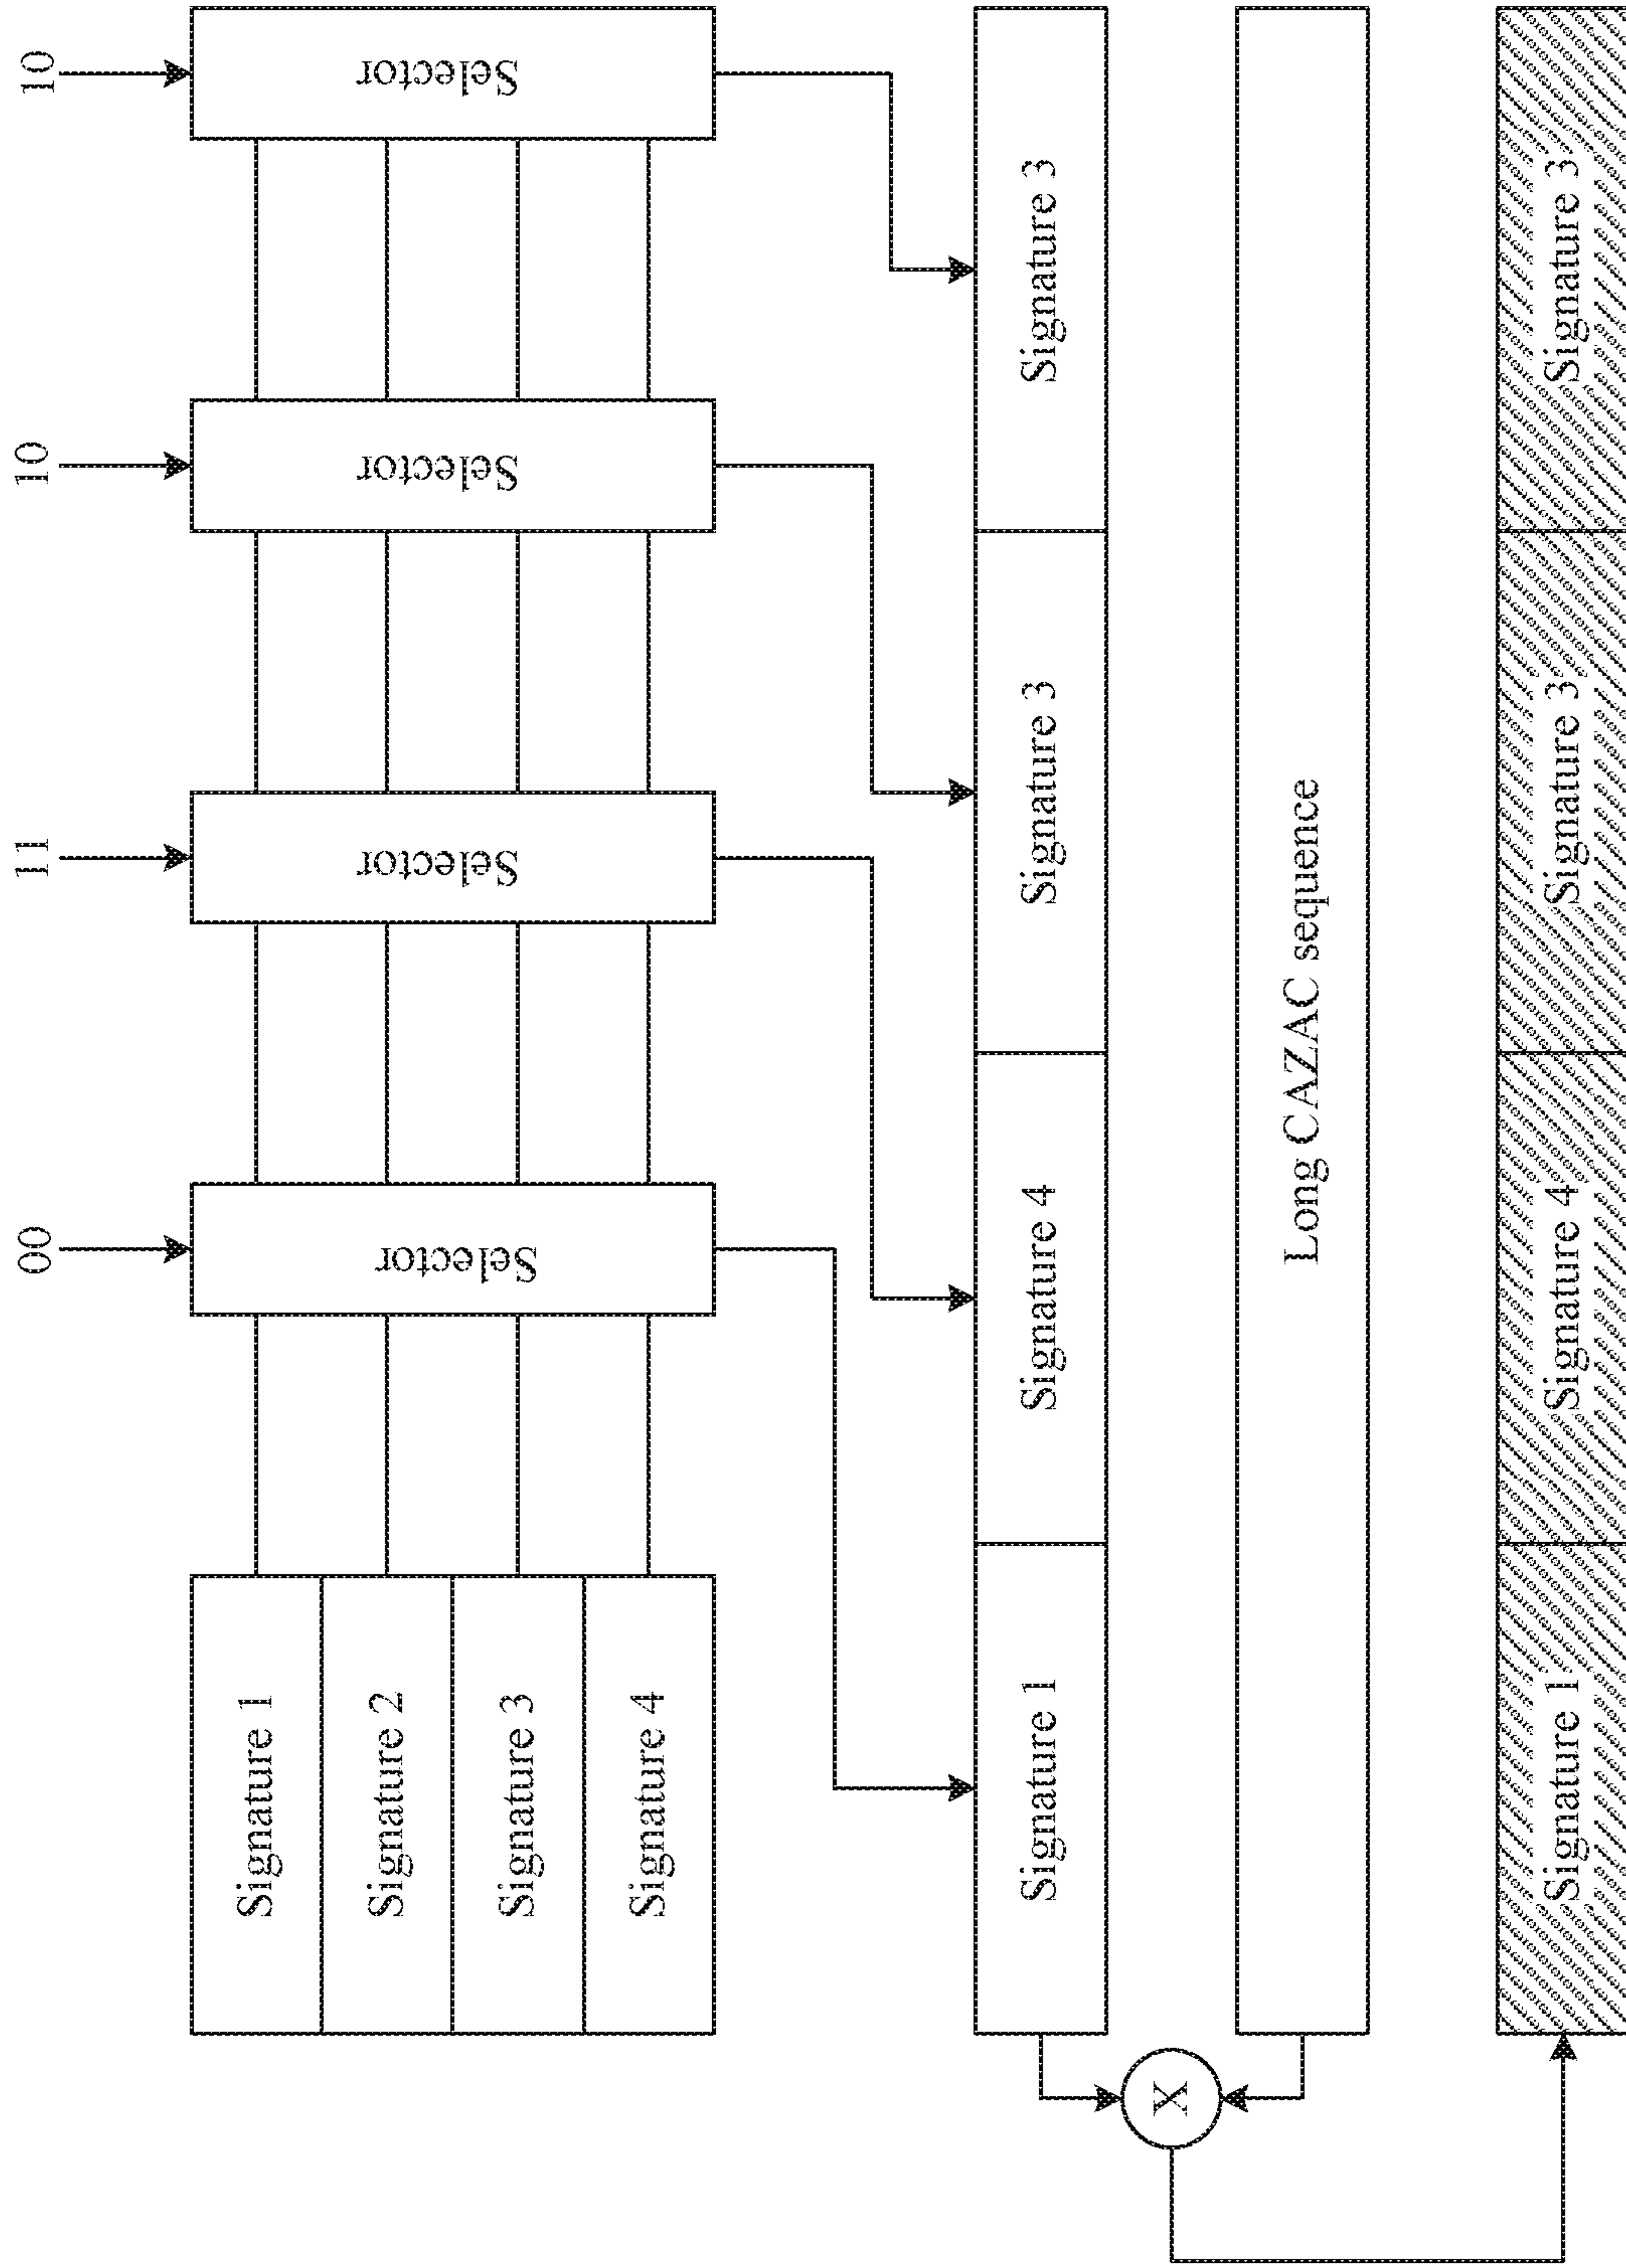 00
11
10
10
Signature 1
Signature 2
Signature 3
Signature 4
Selector
Selector
Selector
Selector
Signature 1
Signature 4
Signature 3
Signature 3
X
Long CAZAC sequence
Signature 1
Signature 4
Signature 3
Signature 3